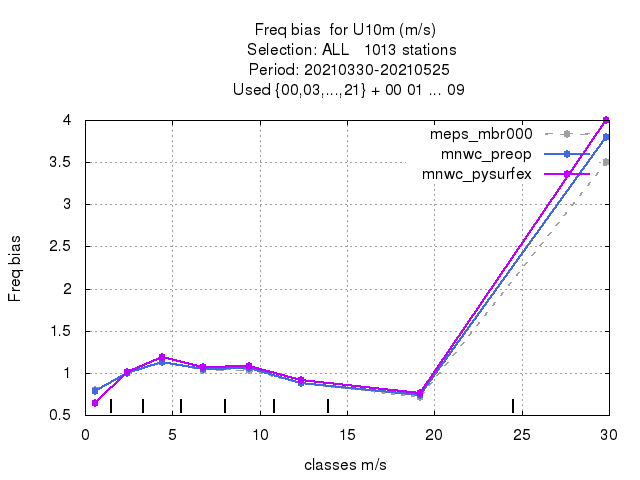 Freq bias for U10m (m/s)
Selection: ALL 1013 stations
Period: 20210330-20210525
Used {00,03,...,21} + 00 01 ... 09
meps_mbr000
mnwc_preop
mnwc_pysurfex
4
3.5
3
2.5
2
1.5
1
0.5
Freq bias
0 5 10 15 20 25 30
classes m/s